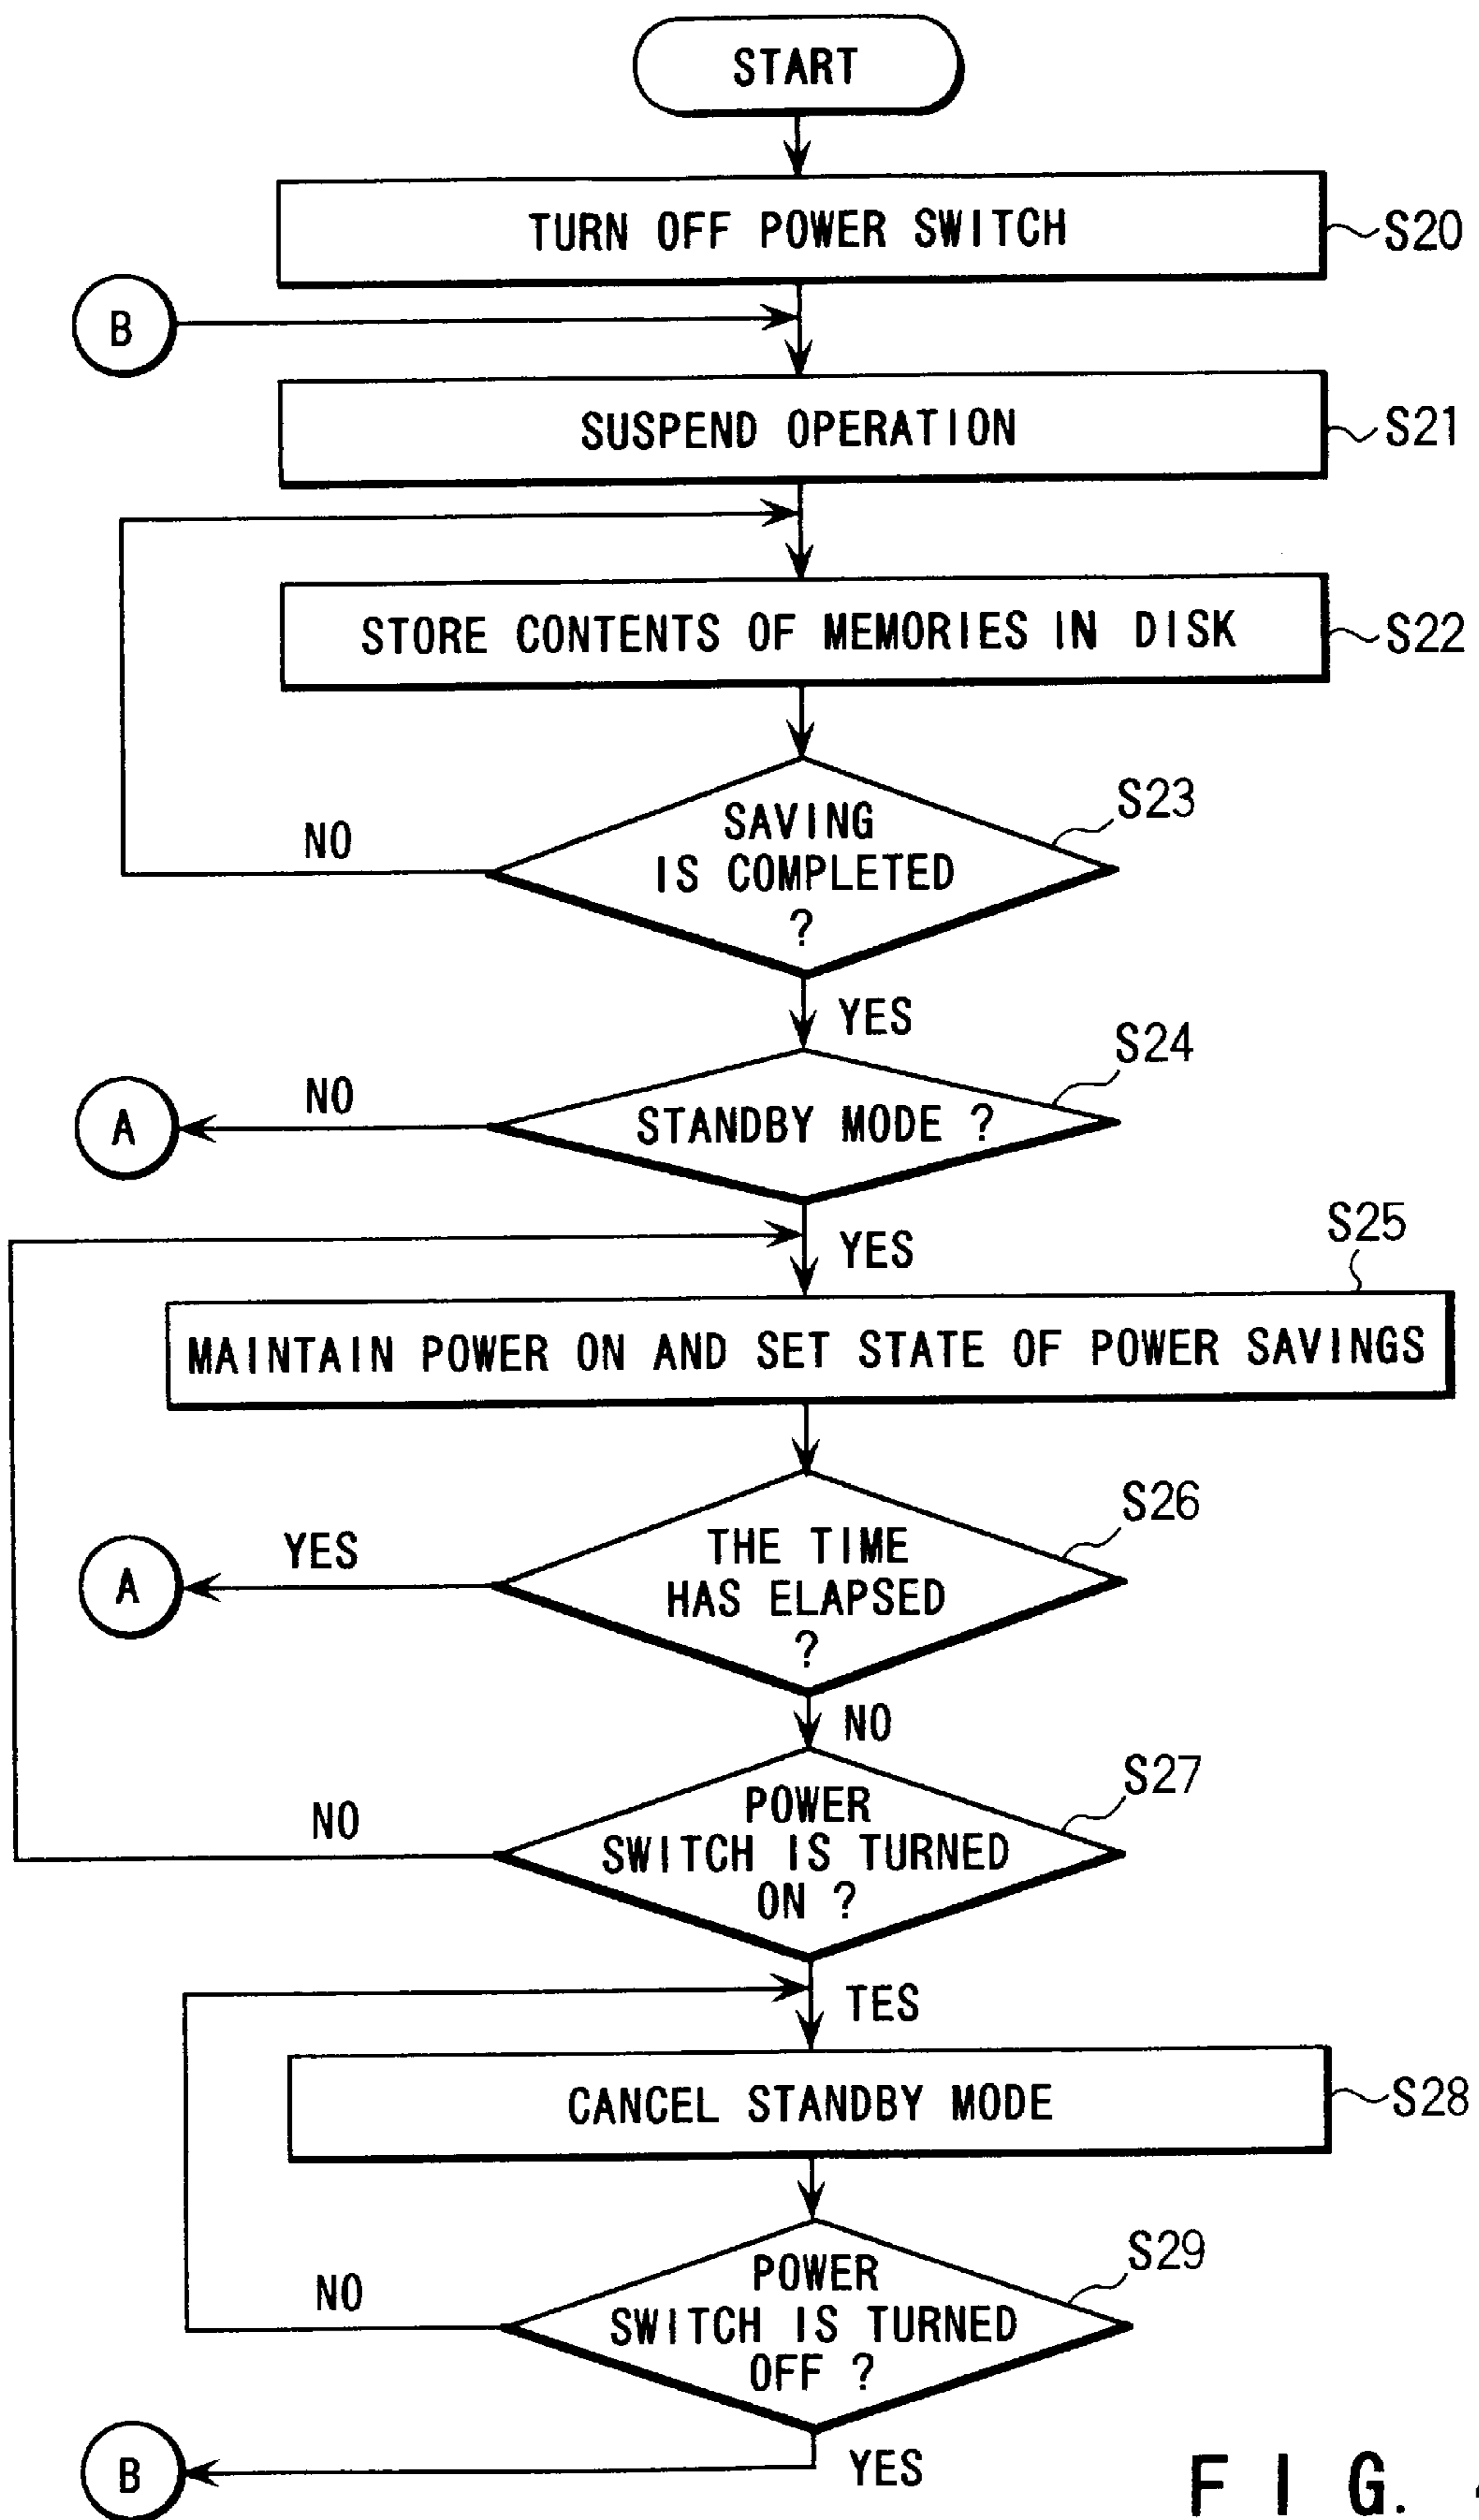 START
TURN OFF POWER SWITCH
S20
B
SUSPEND OPERATION
S21
STORE CONTENTS OF MEMORIES IN DISK
S22
S23
SAVING
IS COMPLETED
?
NO
YES
S24
STANDBY MODE ?
NO
A
YES
S25
MAINTAIN POWER ON AND SET STATE OF POWER SAVINGS
S26
THE TIME
HAS ELAPSED
?
YES
A
NO
S27
POWER
SWITCH IS TURNED
ON ?
NO
TES
CANCEL STANDBY MODE
S28
S29
POWER
SWITCH IS TURNED
OFF ?
NO
YES
B
FIG.